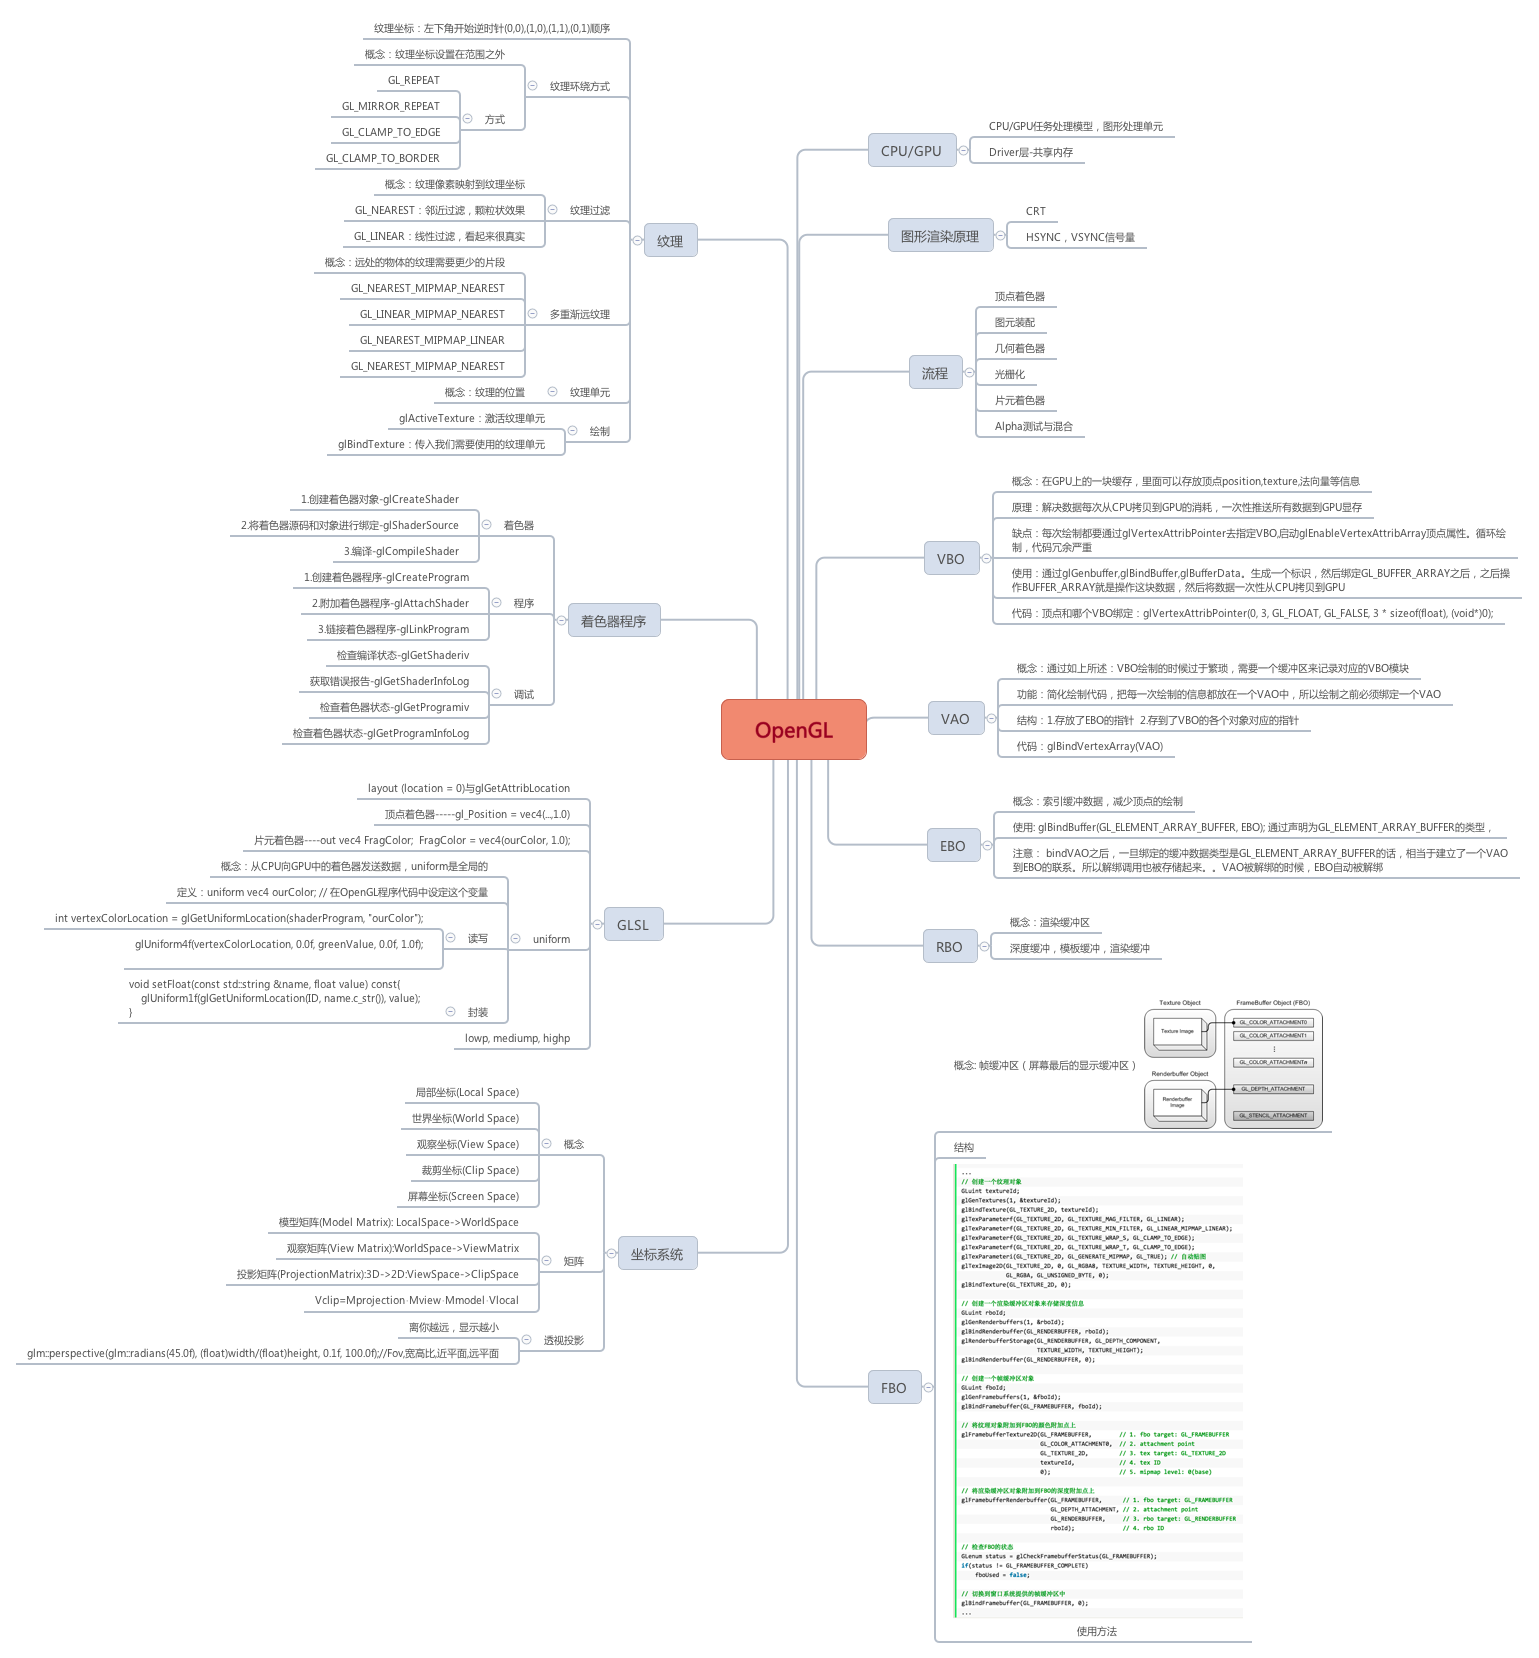 OpenGL
纹理
纹理坐标：左下角开始逆时针(0,0),(1,0),(1,1),(0,1)顺序
纹理环绕方式
概念：纹理坐标设置在范围之外
方式
GL_REPEAT
GL_MIRROR_REPEAT
GL_CLAMP_TO_EDGE
GL_CLAMP_TO_BORDER
纹理过滤
概念：纹理像素映射到纹理坐标
GL_NEAREST：邻近过滤，颗粒状效果
GL_LINEAR：线性过滤，看起来很真实
多重渐远纹理
概念：远处的物体的纹理需要更少的片段
GL_NEAREST_MIPMAP_NEAREST
GL_LINEAR_MIPMAP_NEAREST
GL_NEAREST_MIPMAP_LINEAR
GL_NEAREST_MIPMAP_NEAREST
纹理单元
概念：纹理的位置
绘制
glActiveTexture：激活纹理单元
glBindTexture：传入我们需要使用的纹理单元
着色器程序
着色器
1.创建着色器对象-glCreateShader
2.将着色器源码和对象进行绑定-glShaderSource
3.编译-glCompileShader
程序
1.创建着色器程序-glCreateProgram
2.附加着色器程序-glAttachShader
3.链接着色器程序-glLinkProgram
调试
检查编译状态-glGetShaderiv
获取错误报告-glGetShaderInfoLog
检查着色器状态-glGetProgramiv
检查着色器状态-glGetProgramInfoLog
GLSL
layout (location = 0)与glGetAttribLocation
顶点着色器-----gl_Position = vec4(...,1.0)
片元着色器----out vec4 FragColor;  FragColor = vec4(ourColor, 1.0);
uniform
概念：从CPU向GPU中的着色器发送数据，uniform是全局的
定义：uniform vec4 ourColor; // 在OpenGL程序代码中设定这个变量
读写
int vertexColorLocation = glGetUniformLocation(shaderProgram, "ourColor");
glUniform4f(vertexColorLocation, 0.0f, greenValue, 0.0f, 1.0f);
封装
void setFloat(const std::string &name, float value) const{
glUniform1f(glGetUniformLocation(ID, name.c_str()), value);
}
lowp, mediump, highp
坐标系统
概念
局部坐标(Local Space)
世界坐标(World Space)
观察坐标(View Space)
裁剪坐标(Clip Space)
屏幕坐标(Screen Space)
矩阵
模型矩阵(Model Matrix): LocalSpace->WorldSpace
观察矩阵(View Matrix):WorldSpace->ViewMatrix
投影矩阵(ProjectionMatrix):3D->2D:ViewSpace->ClipSpace
Vclip=Mprojection·Mview·Mmodel·Vlocal
透视投影
离你越远，显示越小
glm::perspective(glm::radians(45.0f), (float)width/(float)height, 0.1f, 100.0f);//Fov,宽高比,近平面,远平面
CPU/GPU
CPU/GPU任务处理模型，图形处理单元
Driver层-共享内存
图形渲染原理
CRT
HSYNC，VSYNC信号量
流程
顶点着色器
图元装配
几何着色器
光栅化
片元着色器
Alpha测试与混合
VBO
概念：在GPU上的一块缓存，里面可以存放顶点position,texture,法向量等信息
原理：解决数据每次从CPU拷贝到GPU的消耗，一次性推送所有数据到GPU显存
缺点：每次绘制都要通过glVertexAttribPointer去指定VBO,启动glEnableVertexAttribArray顶点属性。循环绘
制，代码冗余严重
使用：通过glGenbuffer,glBindBuffer,glBufferData。生成一个标识，然后绑定GL_BUFFER_ARRAY之后，之后操
作BUFFER_ARRAY就是操作这块数据，然后将数据一次性从CPU拷贝到GPU
代码：顶点和哪个VBO绑定：glVertexAttribPointer(0, 3, GL_FLOAT, GL_FALSE, 3 * sizeof(float), (void*)0);
VAO
概念：通过如上所述：VBO绘制的时候过于繁琐，需要一个缓冲区来记录对应的VBO模块
功能：简化绘制代码，把每一次绘制的信息都放在一个VAO中，所以绘制之前必须绑定一个VAO
结构：1.存放了EBO的指针  2.存到了VBO的各个对象对应的指针
代码：glBindVertexArray(VAO)
EBO
概念：索引缓冲数据，减少顶点的绘制
使用: glBindBuffer(GL_ELEMENT_ARRAY_BUFFER, EBO); 通过声明为GL_ELEMENT_ARRAY_BUFFER的类型，
注意： bindVAO之后，一旦绑定的缓冲数据类型是GL_ELEMENT_ARRAY_BUFFER的话，相当于建立了一个VAO
到EBO的联系。所以解绑调用也被存储起来。。VAO被解绑的时候，EBO自动被解绑
RBO
概念：渲染缓冲区
深度缓冲，模板缓冲，渲染缓冲
FBO
概念: 帧缓冲区（屏幕最后的显示缓冲区）
Texture Object
Texture Image
Renderbuffer Object
Renderbuffer
Image
FrameBuffer Object (FBO)
GL_COLOR_ATTACHMENT0
GL_COLOR_ATTACHMENT1
GL_COLOR_ATTACHMENTn
GL_DEPTH_ATTACHMENT
GL_STENCIL_ATTACHMENT
结构
...
// 创建一个纹理对象
GLuint textureId;
glGenTextures(1, &textureId);
glBindTexture(GL_TEXTURE_2D, textureId);
glTexParameterf(GL_TEXTURE_2D, GL_TEXTURE_MAG_FILTER, GL_LINEAR);
glTexParameterf(GL_TEXTURE_2D, GL_TEXTURE_MIN_FILTER, GL_LINEAR_MIPMAP_LINEAR);
glTexParameterf(GL_TEXTURE_2D, GL_TEXTURE_WRAP_S, GL_CLAMP_TO_EDGE);
glTexParameterf(GL_TEXTURE_2D, GL_TEXTURE_WRAP_T, GL_CLAMP_TO_EDGE);
glTexParameteri(GL_TEXTURE_2D, GL_GENERATE_MIPMAP, GL_TRUE); // 自动贴图
glTexImage2D(GL_TEXTURE_2D, 0, GL_RGBA8, TEXTURE_WIDTH, TEXTURE_HEIGHT, 0,
GL_RGBA, GL_UNSIGNED_BYTE, 0);
glBindTexture(GL_TEXTURE_2D, 0);
// 创建一个渲染缓冲区对象来存储深度信息
GLuint rboId;
glGenRenderbuffers(1, &rboId);
glBindRenderbuffer(GL_RENDERBUFFER, rboId);
glRenderbufferStorage(GL_RENDERBUFFER, GL_DEPTH_COMPONENT,
TEXTURE_WIDTH, TEXTURE_HEIGHT);
glBindRenderbuffer(GL_RENDERBUFFER, 0);
// 创建一个帧缓冲区对象
GLuint fboId;
glGenFramebuffers(1, &fboId);
glBindFramebuffer(GL_FRAMEBUFFER, fboId);
// 将纹理对象附加到FBO的颜色附加点上
glFramebufferTexture2D(GL_FRAMEBUFFER, // 1. fbo target: GL_FRAMEBUFFER
GL_COLOR_ATTACHMENT0, // 2. attachment point
GL_TEXTURE_2D, // 3. tex target: GL_TEXTURE_2D
textureId, // 4. tex ID
0); // 5. mipmap level: 0(base)
// 将渲染缓冲区对象附加到FBO的深度附加点上
glFramebufferRenderbuffer(GL_FRAMEBUFFER, // 1. fbo target: GL_FRAMEBUFFER
GL_DEPTH_ATTACHMENT, // 2. attachment point
GL_RENDERBUFFER, // 3. rbo target: GL_RENDERBUFFER
rboId); // 4. rbo ID
// 检查FBO的状态
GLenum status = glCheckFramebufferStatus(GL_FRAMEBUFFER);
if(status != GL_FRAMEBUFFER_COMPLETE)
fboUsed = false;
// 切换到窗口系统提供的帧缓冲区中
glBindFramebuffer(GL_FRAMEBUFFER, 0);
...
使用方法